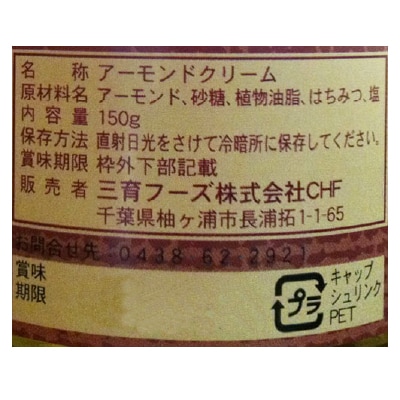 名称 アーモンドクリーム
原材料名 アーモンド、砂糖、植物油脂、はちみつ、塩
内容量 150g
保存方法 直射日光をさけて冷暗所に保存してください。
賞味期限 枠外下部記載
販売者 三育フーズ株式会社CHF
千葉県袖ヶ浦市長浦拓1-1-65
お問合せ先:0438 62 2921
賞味
期限
プラ
キャップ
シュリンク
PET